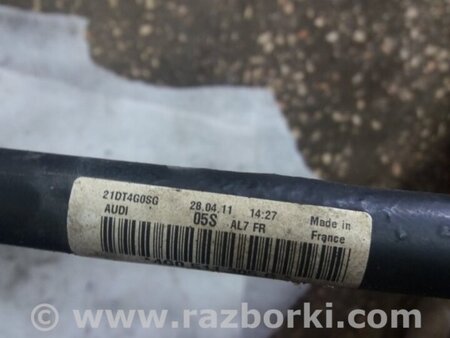 21DT4G0SG 28.04.11 14:27
AUDI 05S AL7 FR Made in
France
www.razborki.com